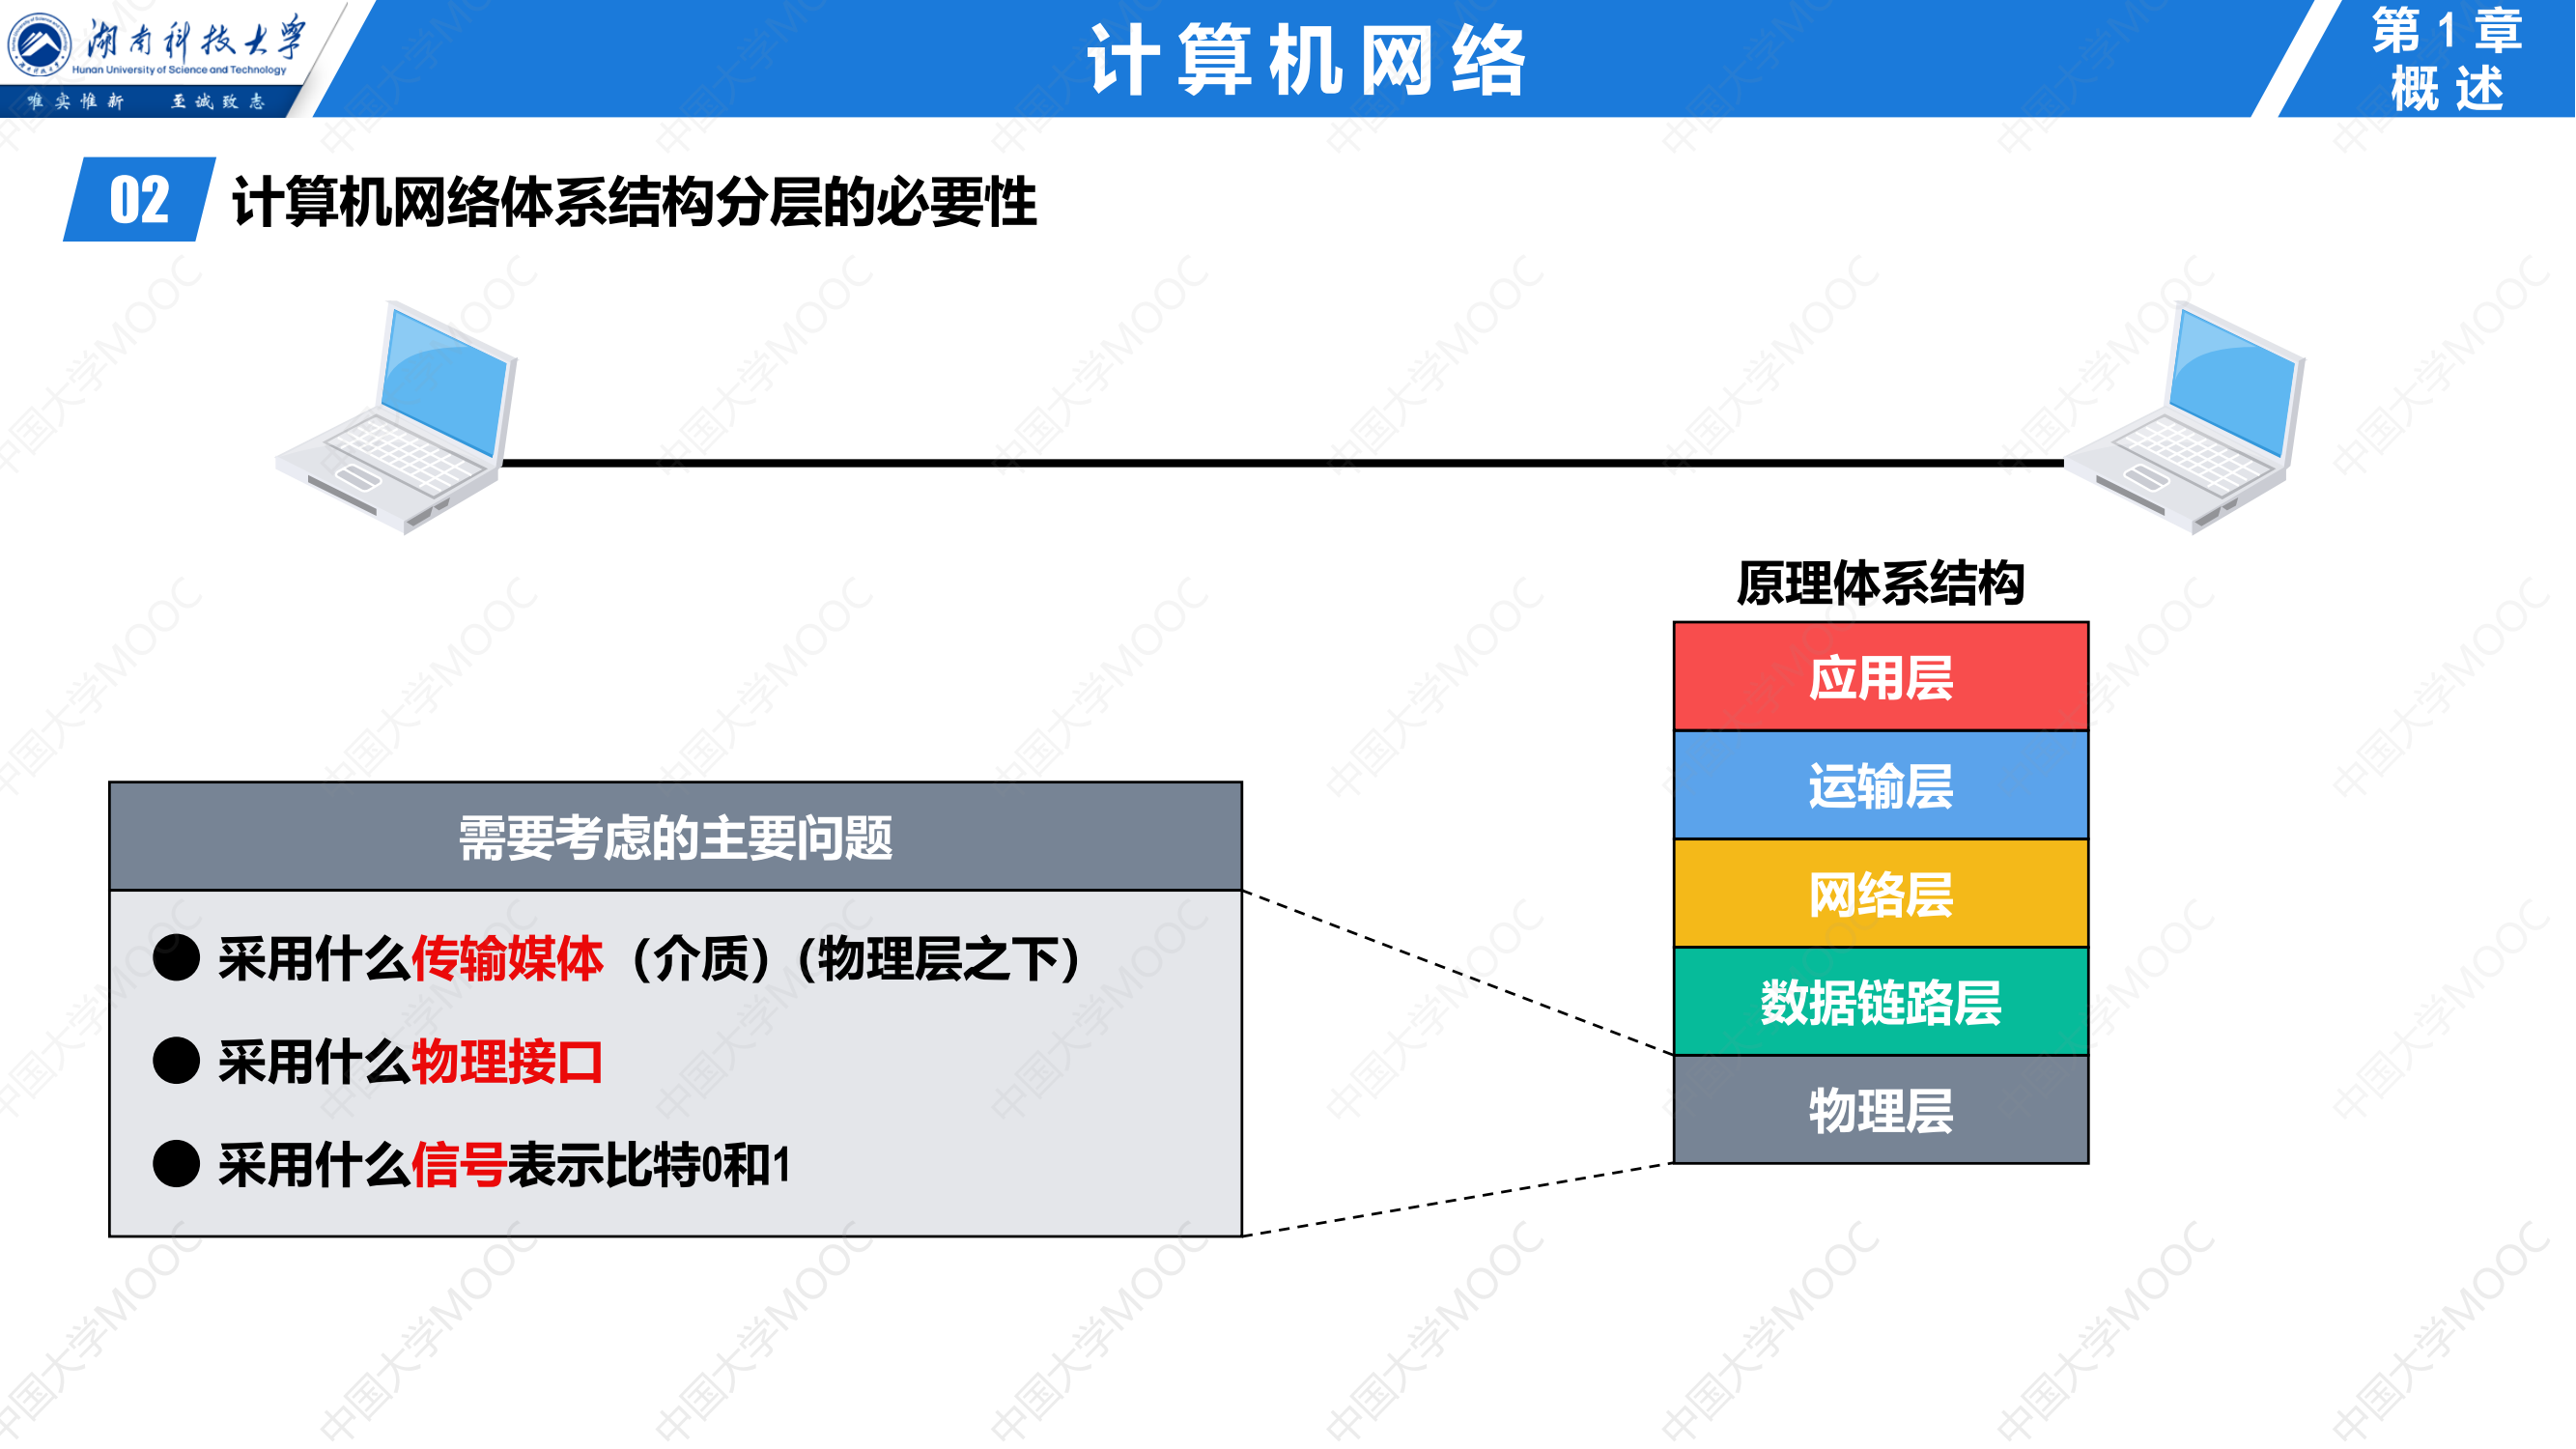 湖南科技大学
Hunan University of Science and Technology
唯实惟新 至诚致志
计算机网络
第1章
概述
02 计算机网络体系结构分层的必要性
原理体系结构
应用层
运输层
网络层
数据链路层
物理层
需要考虑的主要问题
● 采用什么传输媒体（介质）（物理层之下）
● 采用什么物理接口
● 采用什么信号表示比特0和1
中国大学MOOC